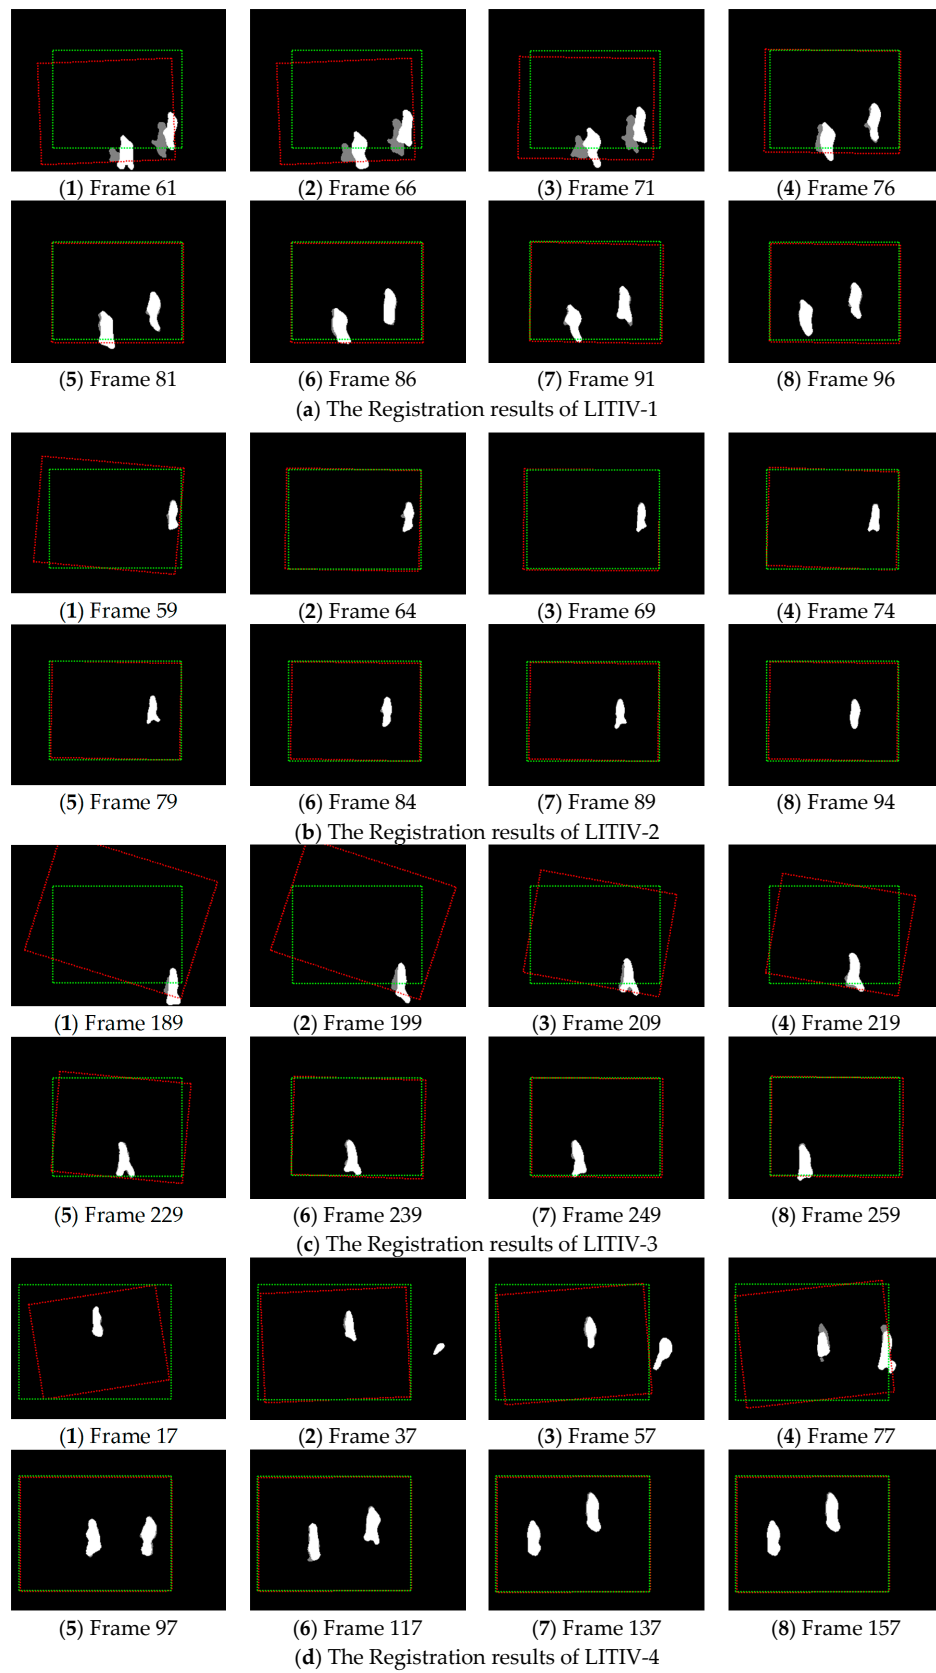 (1) Frame 61 (2) Frame 66 (3) Frame 71 (4) Frame 76
(5) Frame 81 (6) Frame 86 (7) Frame 91 (8) Frame 96
(a) The Registration results of LITIV-1
(1) Frame 59 (2) Frame 64 (3) Frame 69 (4) Frame 74
(5) Frame 79 (6) Frame 84 (7) Frame 89 (8) Frame 94
(b) The Registration results of LITIV-2
(1) Frame 189 (2) Frame 199 (3) Frame 209 (4) Frame 219
(5) Frame 229 (6) Frame 239 (7) Frame 249 (8) Frame 259
(c) The Registration results of LITIV-3
(1) Frame 17 (2) Frame 37 (3) Frame 57 (4) Frame 77
(5) Frame 97 (6) Frame 117 (7) Frame 137 (8) Frame 157
(d) The Registration results of LITIV-4